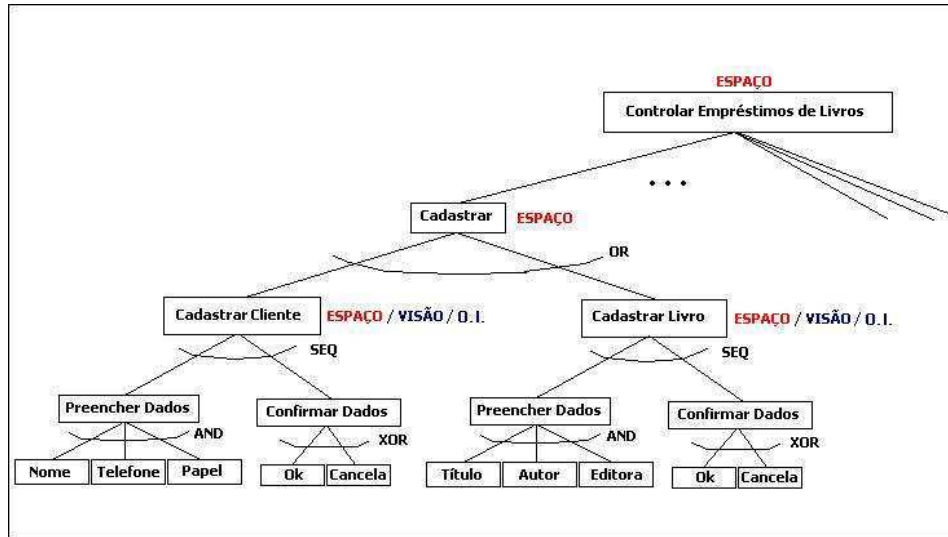 ESPAÇO
Controlar Empréstimos de Livros
...
Cadastrar ESPAÇO
OR
Cadastrar Cliente ESPAÇO / VISÃO / O.I. Cadastrar Livro ESPAÇO / VISÃO / O.I.
SEQ SEQ
Preencher Dados Confirmar Dados Preencher Dados Confirmar Dados
AND XOR AND XOR
Nome Telefone Papel Ok Cancela Título Autor Editora Ok Cancela